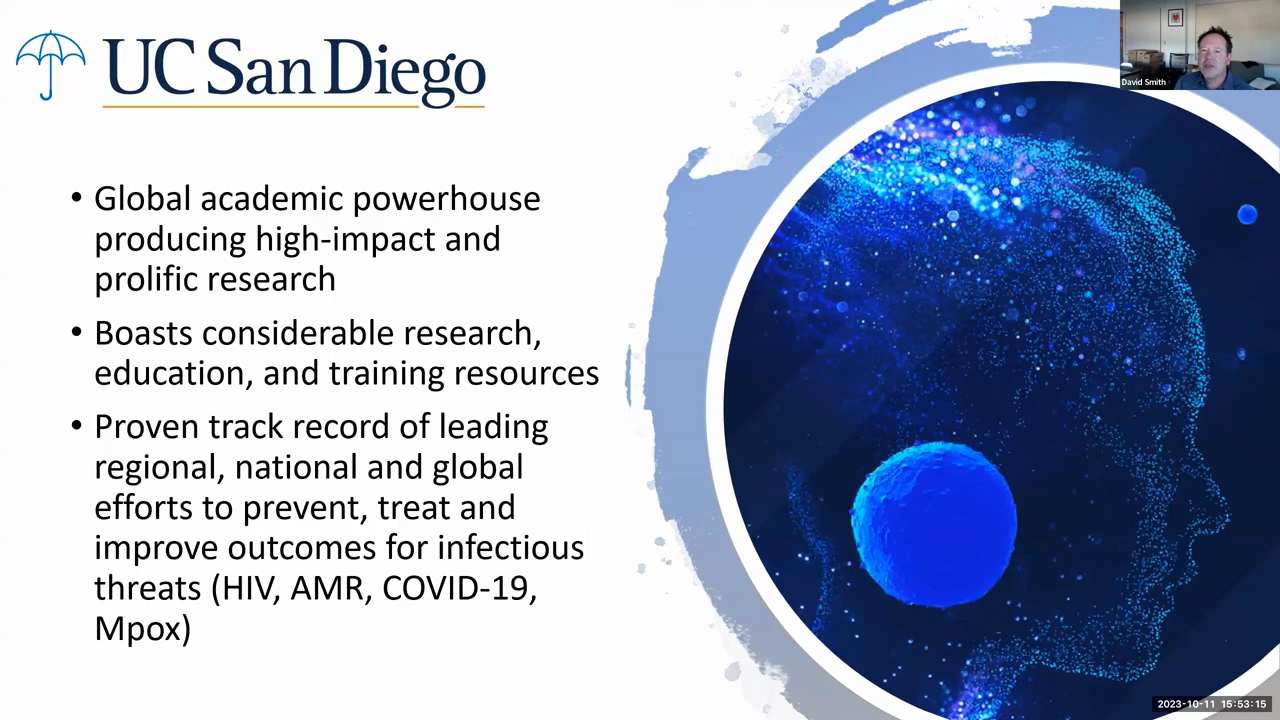 UC San Diego
David Smith
• Global academic powerhouse
producing high-impact and
prolific research
• Boasts considerable research,
education, and training resources
• Proven track record of leading
regional, national and global
efforts to prevent, treat and
improve outcomes for infectious
threats (HIV, AMR, COVID-19,
Mpox)
2023-10-11 15:53:15